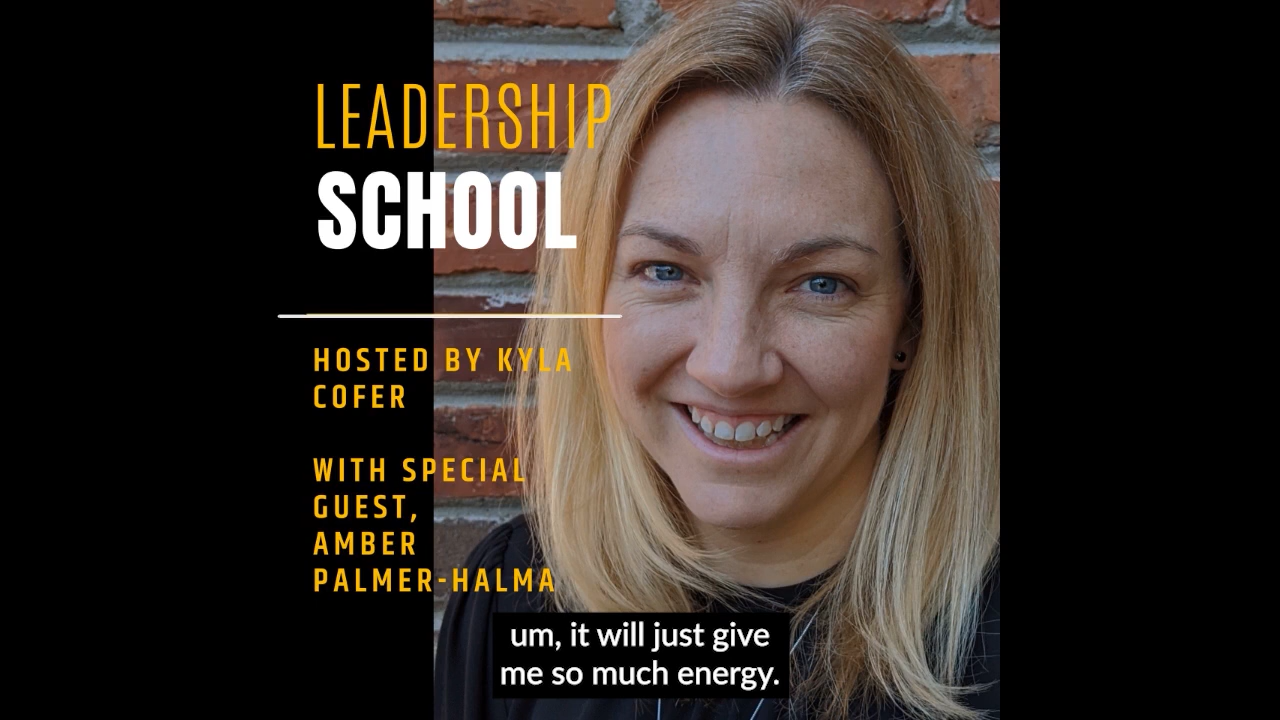 LEADERSHIP
SCHOOL
HOSTED BY KYLA
COFER
WITH SPECIAL
GUEST,
AMBER
PALMER-HALMA
um, it will just give
me so much energy.